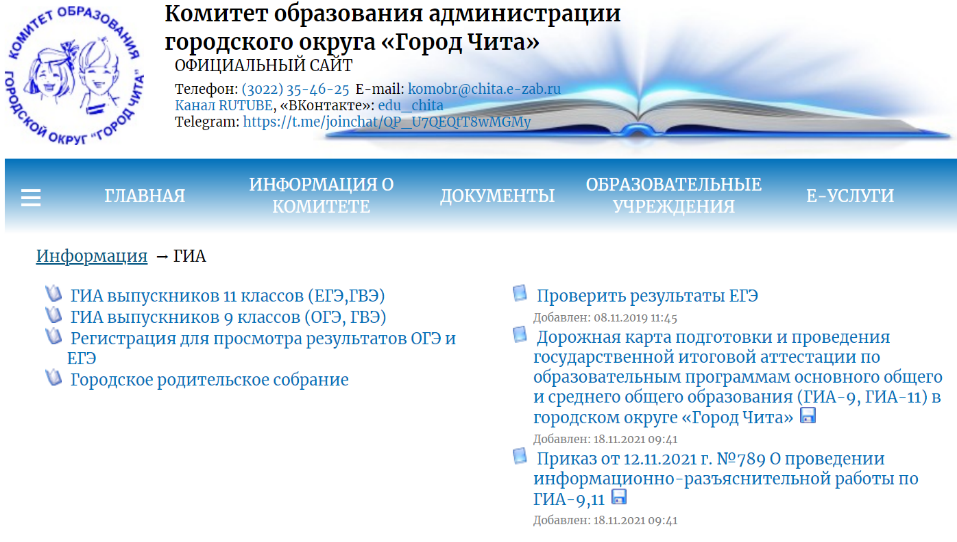 КОМИТЕТ ОБРАЗОВАНИЯ
ГОРОДСКОЙ ОКРУГ "ГОРОД ЧИТА"
Комитет образования администрации
городского округа «Город Чита»
ОФИЦИАЛЬНЫЙ САЙТ
Телефон: (3022) 35-46-25 E-mail: komobr@chita.e-zab.ru
Канал RUTUBE, «ВКонтакте»: edu_chita
Telegram: https://t.me/joinchat/QP_U7QEQtT8wMGMy
ГЛАВНАЯ
ИНФОРМАЦИЯ О
КОМИТЕТЕ
ДОКУМЕНТЫ
ОБРАЗОВАТЕЛЬНЫЕ
УЧРЕЖДЕНИЯ
Е-УСЛУГИ
Информация → ГИА
ГИА выпускников 11 классов (ЕГЭ,ГВЭ)
ГИА выпускников 9 классов (ОГЭ, ГВЭ)
Регистрация для просмотра результатов ОГЭ и
ЕГЭ
Городское родительское собрание
Проверить результаты ЕГЭ
Добавлен: 08.11.2019 11:45
Дорожная карта подготовки и проведения
государственной итоговой аттестации по
образовательным программам основного общего
и среднего общего образования (ГИА-9, ГИА-11) в
городском округе «Город Чита»
Добавлен: 18.11.2021 09:41
Приказ от 12.11.2021 г. №789 О проведении
информационно-разъяснительной работы по
ГИА-9,11
Добавлен: 18.11.2021 09:41